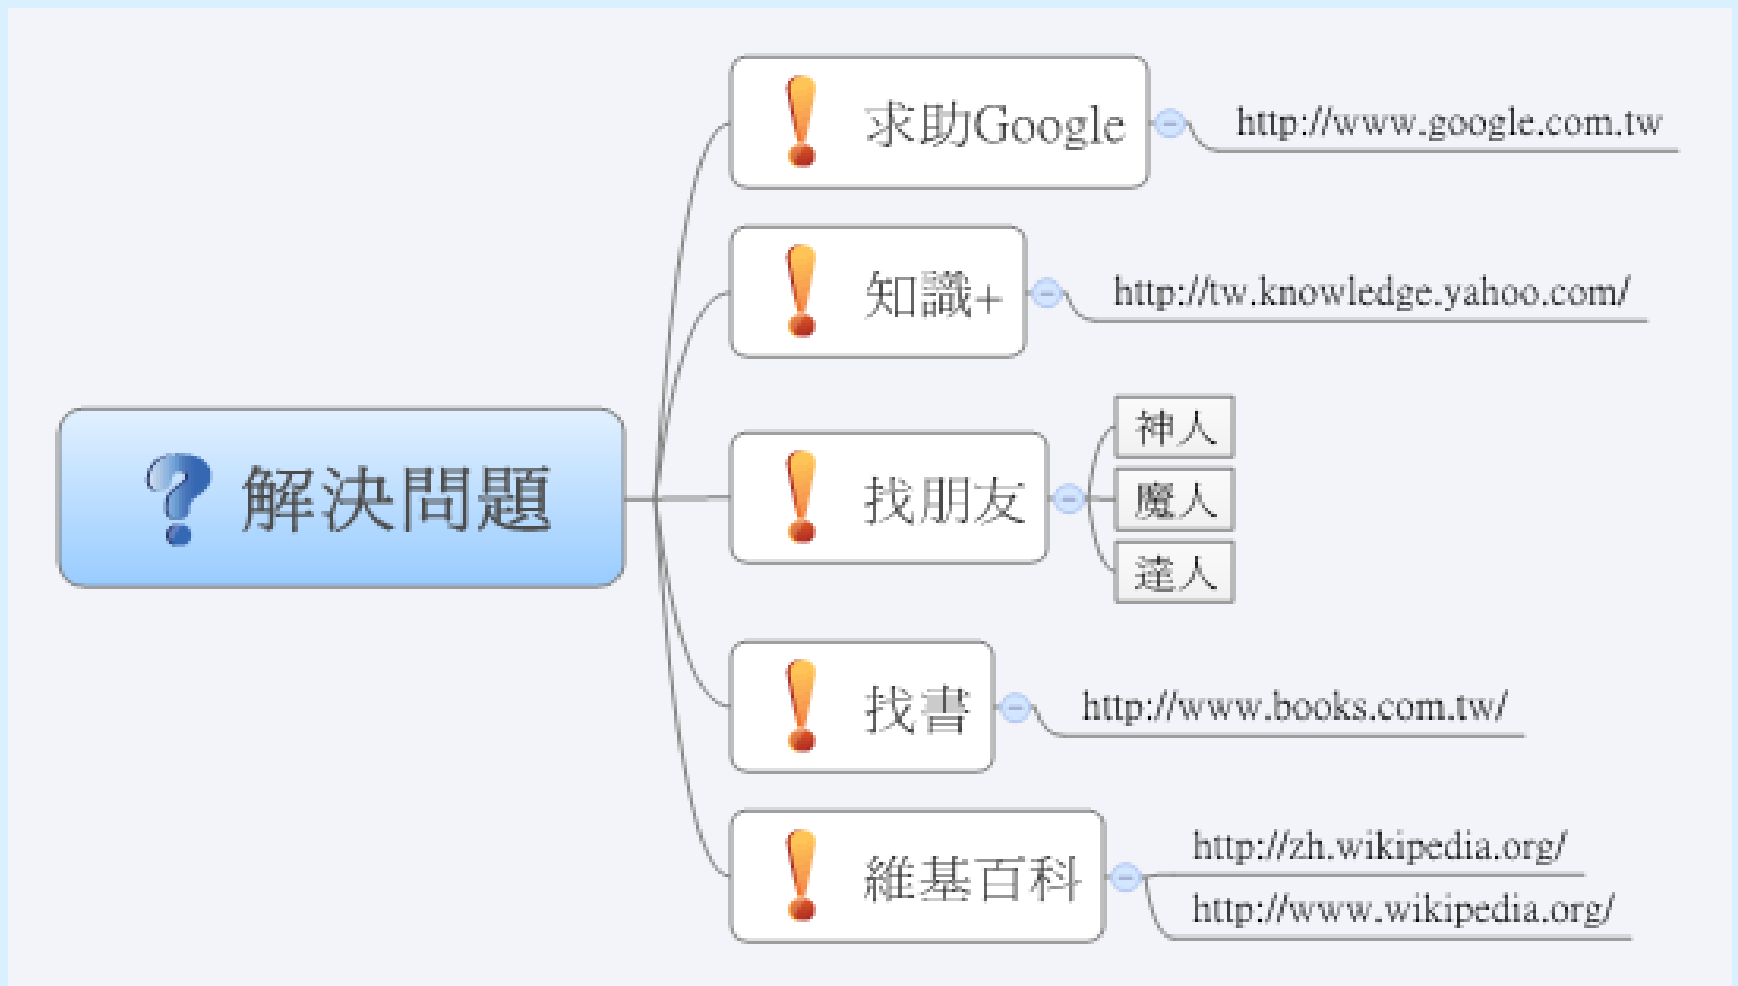 解決問題
求助Google
http://www.google.com.tw
知識+
http://tw.knowledge.yahoo.com/
找朋友
神人
魔人
達人
找書
http://www.books.com.tw/
維基百科
http://zh.wikipedia.org/
http://www.wikipedia.org/